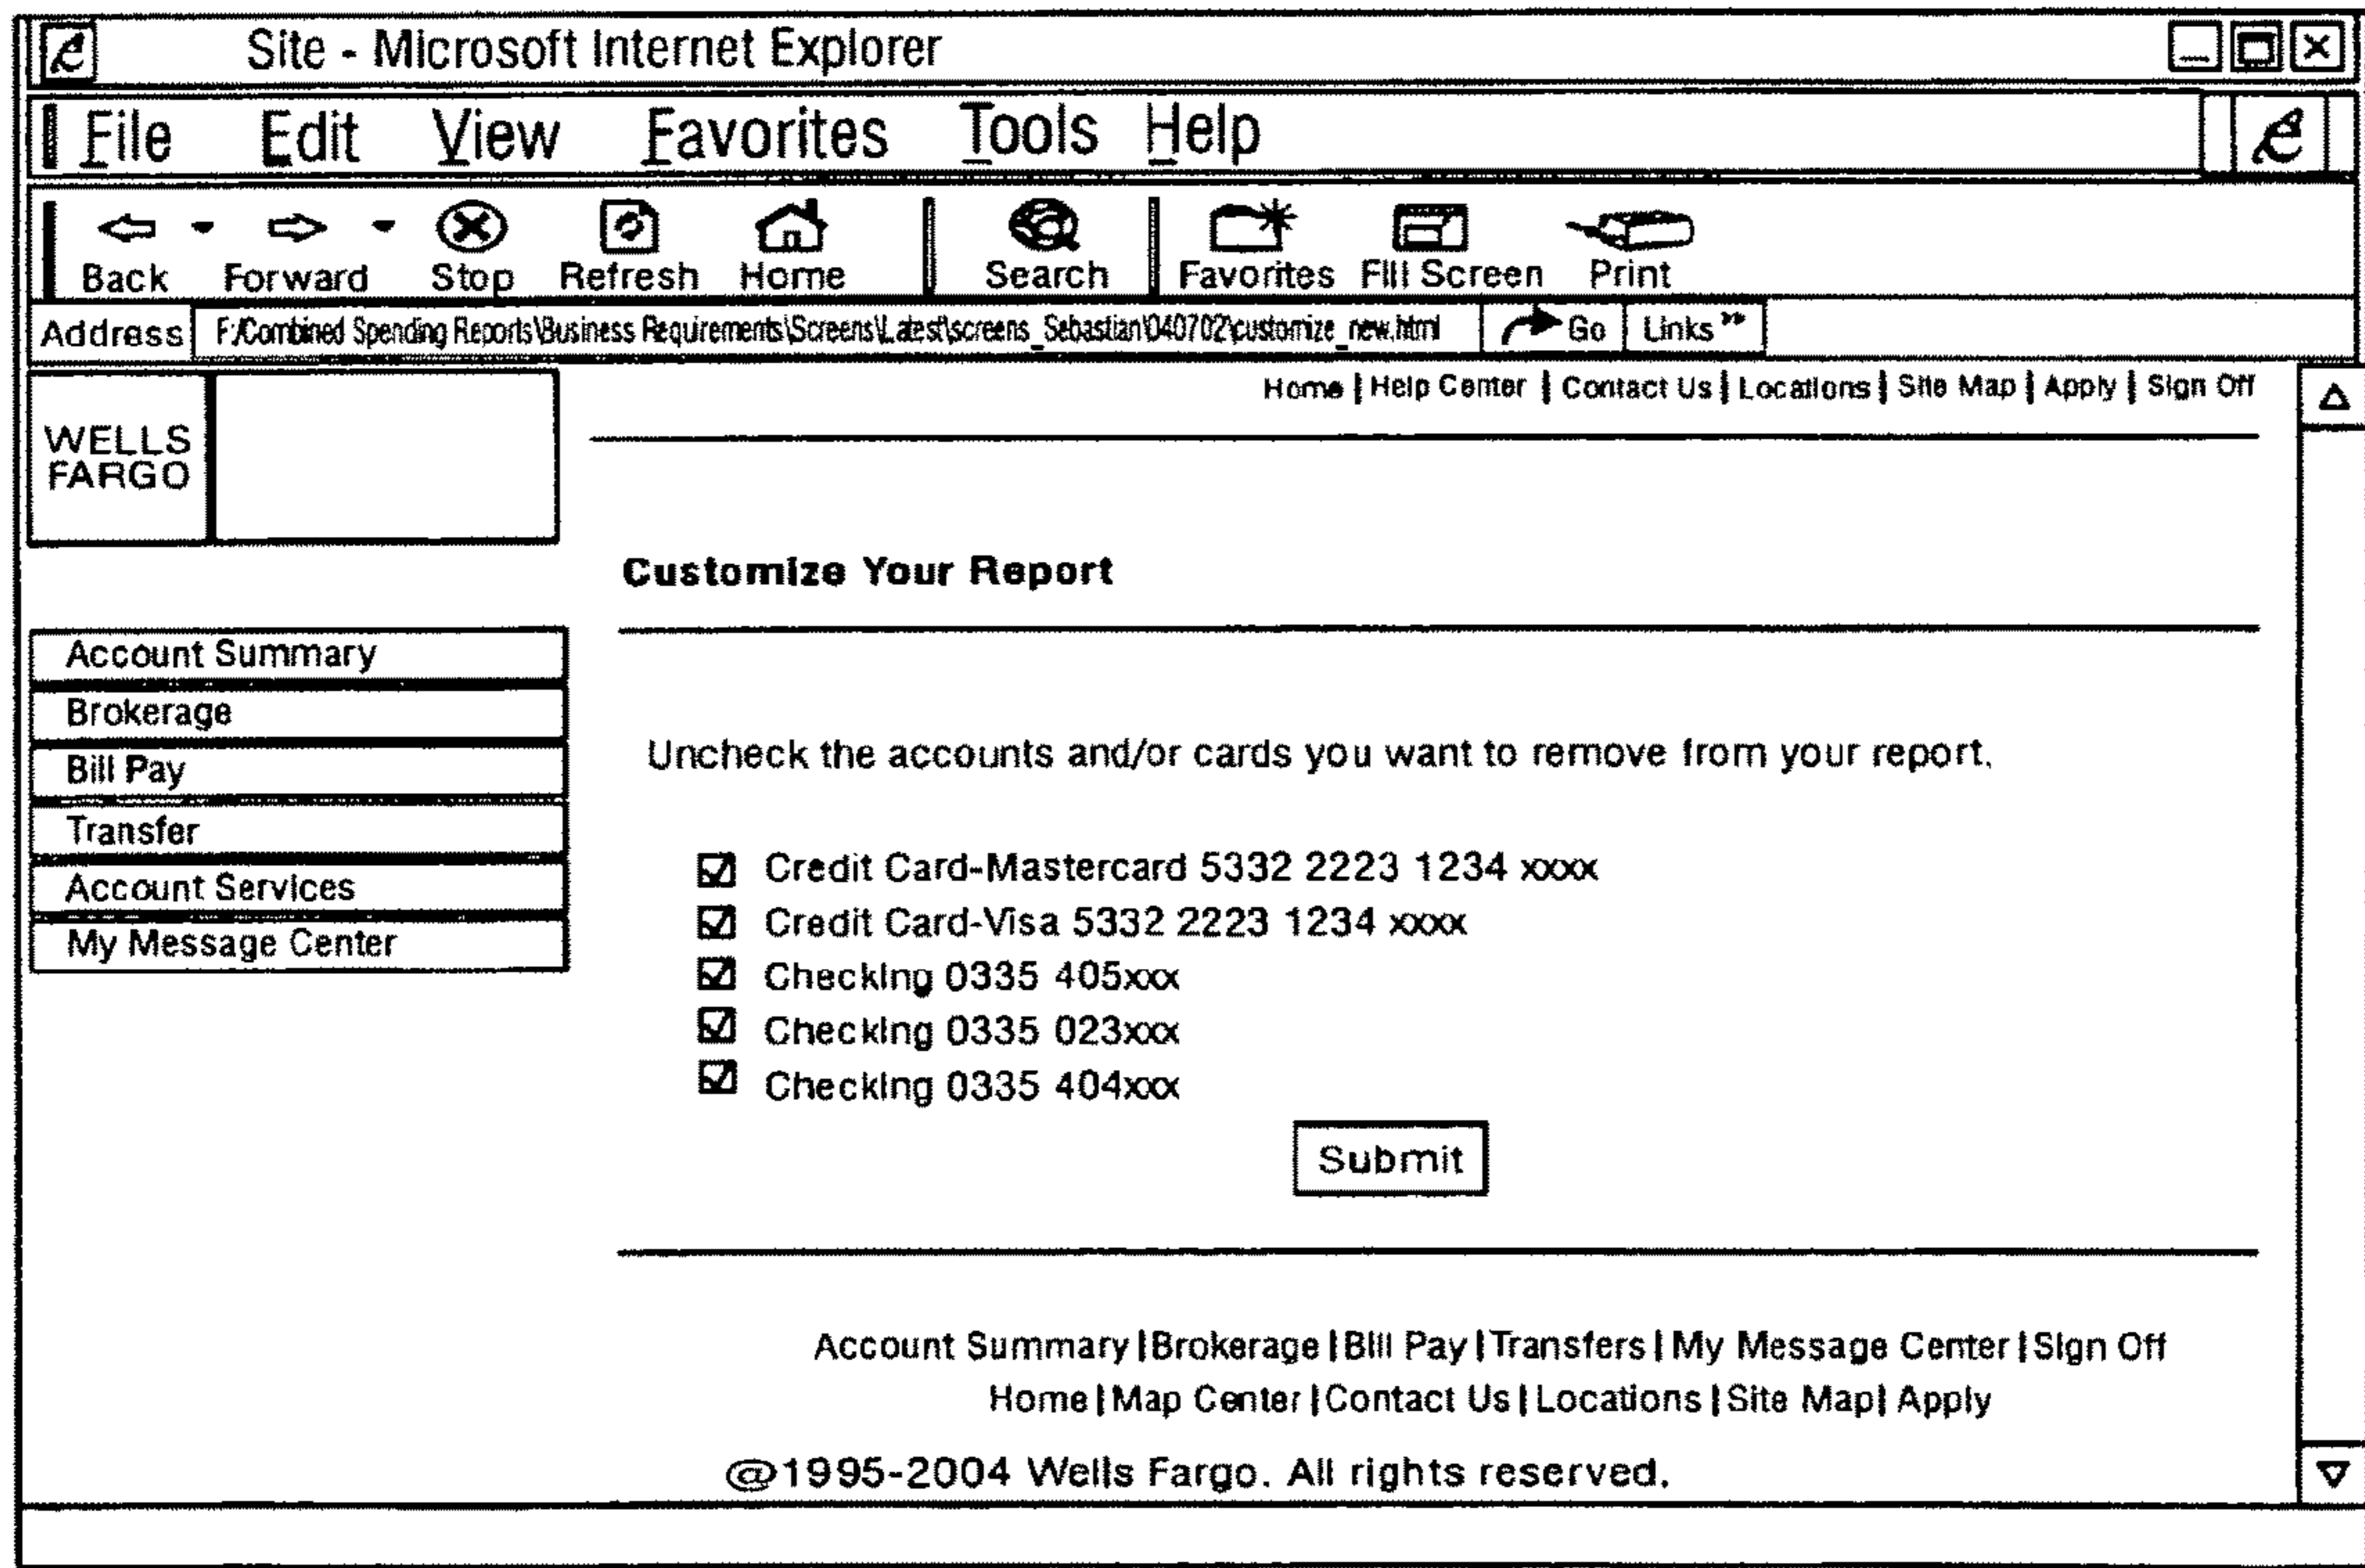 Site - Microsoft Internet Explorer
File Edit View Favorites Tools Help
Back Forward Stop Refresh Home Search Favorites Fill Screen Print
Address F:/Combined Spending Reports\Business Requirements\Screens\Latest\screens_Sebastian\040702\customize_new.html Go Links »
Home | Help Center | Contact Us | Locations | Site Map | Apply | Sign Off
WELLS
FARGO
Customize Your Report
Account Summary
Brokerage
Bill Pay
Transfer
Account Services
My Message Center
Uncheck the accounts and/or cards you want to remove from your report.
Credit Card-Mastercard 5332 2223 1234 xxxx
Credit Card-Visa 5332 2223 1234 xxxx
Checking 0335 405xxx
Checking 0335 023xxx
Checking 0335 404xxx
Submit
Account Summary | Brokerage | Bill Pay | Transfers | My Message Center | Sign Off
Home | Map Center | Contact Us | Locations | Site Map | Apply
@1995-2004 Wells Fargo. All rights reserved.